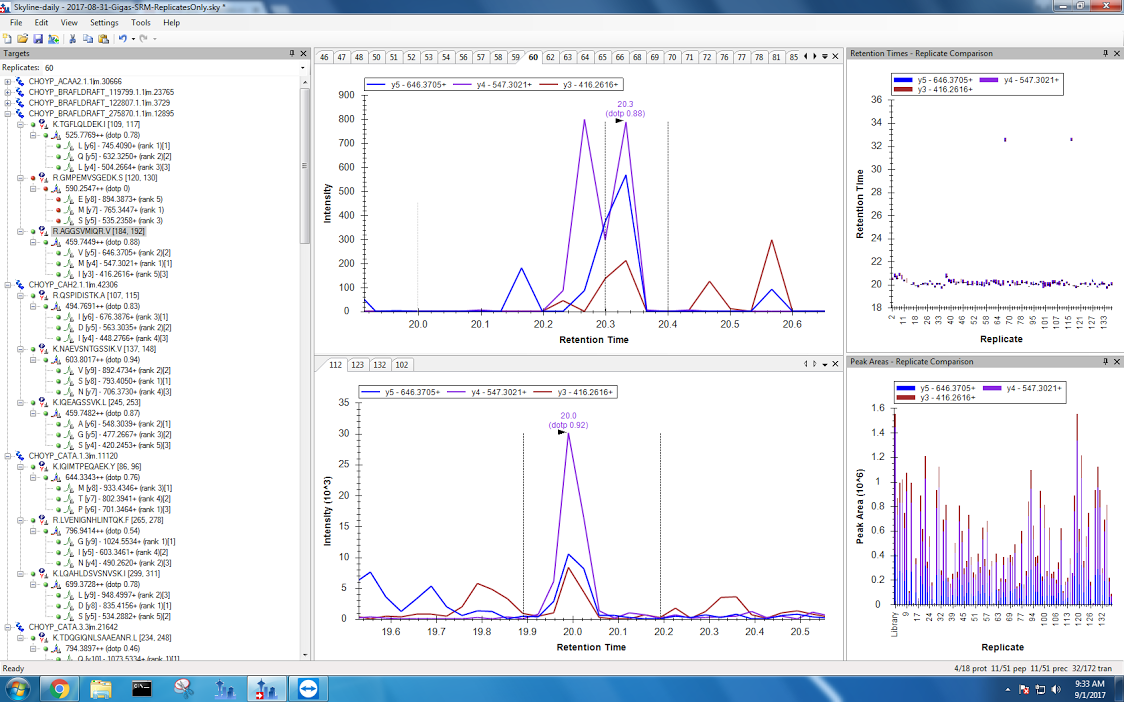 Skyline-daily - 2017-08-31-Gigas-SRM-ReplicatesOnly.sky *
File Edit View Settings Tools Help
Targets
Replicates: 60
CHOYP_ACAA2.1.1|m.30666
CHOYP_BRAFLDRAFT_119799.1.1|m.23765
CHOYP_BRAFLDRAFT_122807.1.1|m.3729
CHOYP_BRAFLDRAFT_275870.1.1|m.12895
K.TGFLQLDEK.I [109, 117]
525.7769++ (dotp 0.78)
L [y6] - 745.4090+ (rank 1)[1]
Q [y5] - 632.3250+ (rank 2)[2]
L [y4] - 504.2664+ (rank 3)[3]
R.GMPEMVSGEDK.S [120, 130]
590.2547++ (dotp 0)
E [y8] - 894.3873+ (rank 5)
M [y7] - 765.3447+ (rank 1)
S [y5] - 535.2358+ (rank 3)
R.AGGSVMIQR.V [184, 192]
459.7449++ (dotp 0.88)
V [y5] - 646.3705+ (rank 2)[2]
M [y4] - 547.3021+ (rank 1)[1]
I [y3] - 416.2616+ (rank 5)[3]
CHOYP_CAH2.1.1|m.42306
R.QSPIDISTK.A [107, 115]
494.7691++ (dotp 0.83)
I [y6] - 676.3876+ (rank 3)[1]
D [y5] - 563.3035+ (rank 2)[2]
I [y4] - 448.2766+ (rank 4)[3]
K.NAEVSNTGSSIK.V [137, 148]
603.8017++ (dotp 0.94)
V [y9] - 892.4734+ (rank 2)[2]
S [y8] - 793.4050+ (rank 1)[1]
N [y7] - 706.3730+ (rank 4)[3]
K.IQEAGSSVK.L [245, 253]
459.7482++ (dotp 0.87)
A [y6] - 548.3039+ (rank 2)[1]
G [y5] - 477.2667+ (rank 3)[2]
S [y4] - 420.2453+ (rank 5)[3]
CHOYP_CATA.1.3|m.11120
K.IQIMTPEQAEK.Y [86, 96]
644.3343++ (dotp 0.76)
M [y8] - 933.4346+ (rank 3)[1]
T [y7] - 802.3941+ (rank 4)[2]
P [y6] - 701.3464+ (rank 1)[3]
R.LVENIGNHLINTQK.F [265, 278]
796.9414++ (dotp 0.54)
G [y9] - 1024.5534+ (rank 1)[1]
I [y5] - 603.3461+ (rank 4)[2]
N [y4] - 490.2620+ (rank 2)[3]
K.LQAHLDSVSNVSK.I [299, 311]
699.3728++ (dotp 0.78)
L [y9] - 948.4997+ (rank 2)[3]
D [y8] - 835.4156+ (rank 1)[1]
S [y5] - 534.2882+ (rank 5)[2]
CHOYP_CATA.3.3|m.21642
K.TDQGIQNLSAAEANR.L [234, 248]
794.3897++ (dotp 0.46)
Q [y10] - 1073.5334+ (rank 1)[1]
46 47 48 50 51 52 53 54 56 57 58 59 60 62 63 64 65 66 69 70 71 72 77 78 81 85
y5 - 646.3705+ y4 - 547.3021+ y3 - 416.2616+
900
800
700
600
500
400
300
200
100
0
Intensity
20.3
(dotp 0.88)
20.0 20.1 20.2 20.3 20.4 20.5 20.6
Retention Time
112 123 132 102
y5 - 646.3705+ y4 - 547.3021+ y3 - 416.2616+
35
30
25
20
15
10
5
0
Intensity (10^3)
20.0
(dotp 0.92)
19.6 19.7 19.8 19.9 20.0 20.1 20.2 20.3 20.4 20.5
Retention Time
Retention Times - Replicate Comparison
y5 - 646.3705+ y4 - 547.3021+
y3 - 416.2616+
36
34
32
30
28
26
24
22
20
18
Retention Time
2 11 18 26 33 40 46 52 58 64 70 78 89 95 101 107 115 121 127 133
Replicate
Peak Areas - Replicate Comparison
y5 - 646.3705+ y4 - 547.3021+
y3 - 416.2616+
1.6
1.4
1.2
1
0.8
0.6
0.4
0.2
0
Peak Area (10^6)
Library 9 17 24 32 39 45 51 57 63 69 77 88 94 100 106 114 120 126 132
Replicate
Ready
4/18 prot 11/51 pep 11/51 prec 32/172 tran
9:33 AM
9/1/2017